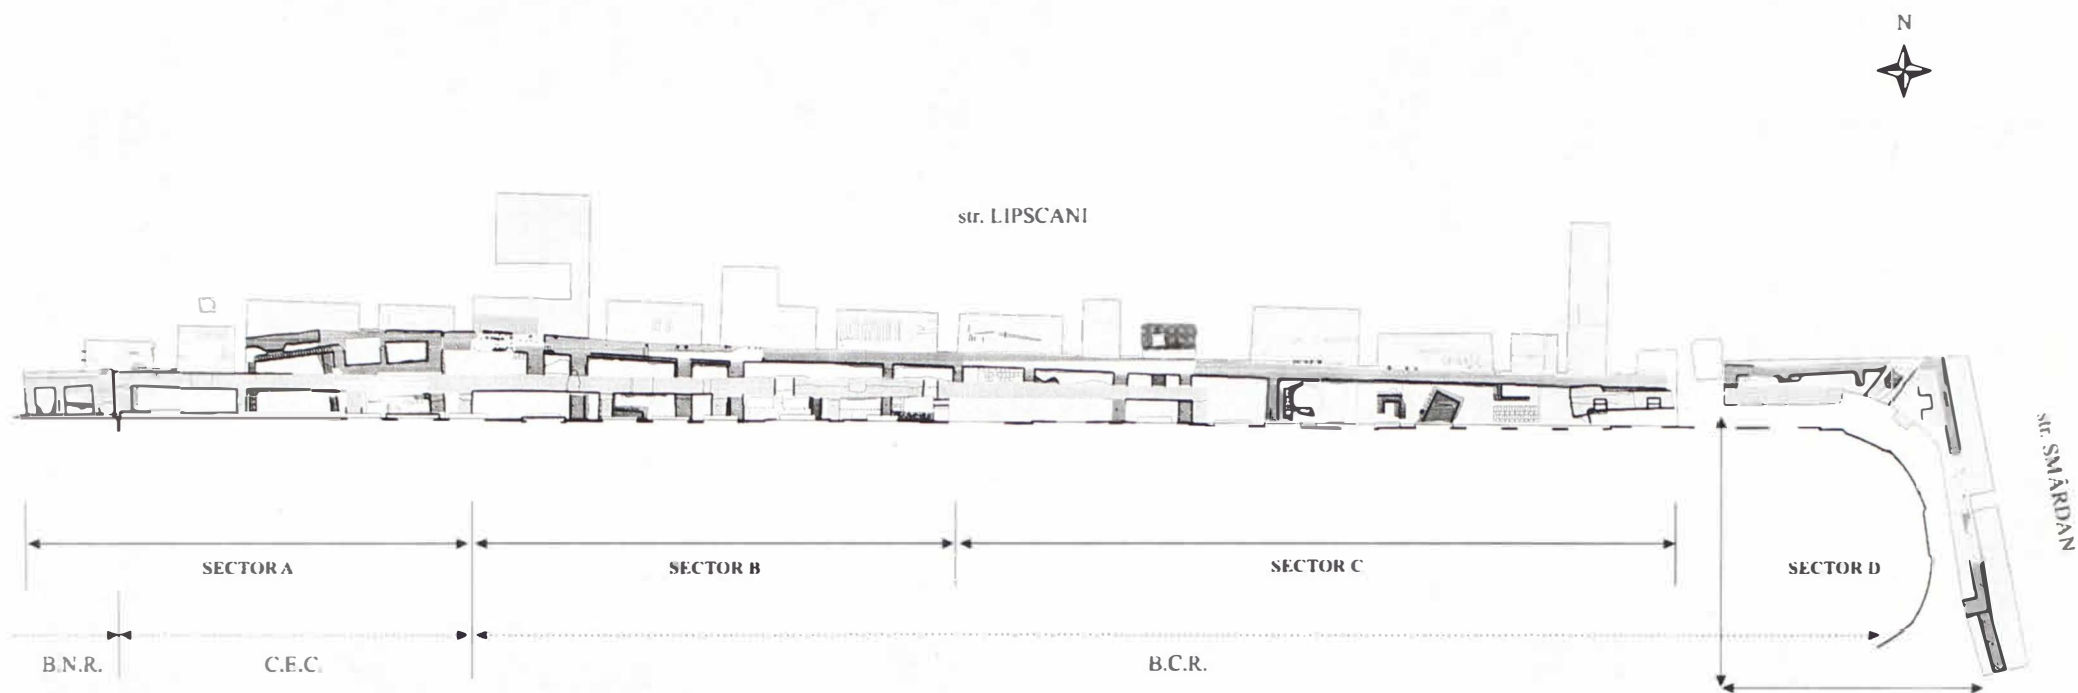 N
str. LIPSCANI
str. SMÂRDAN
SECTOR A
SECTOR B
SECTOR C
SECTOR D
B.N.R.
C.E.C.
B.C.R.